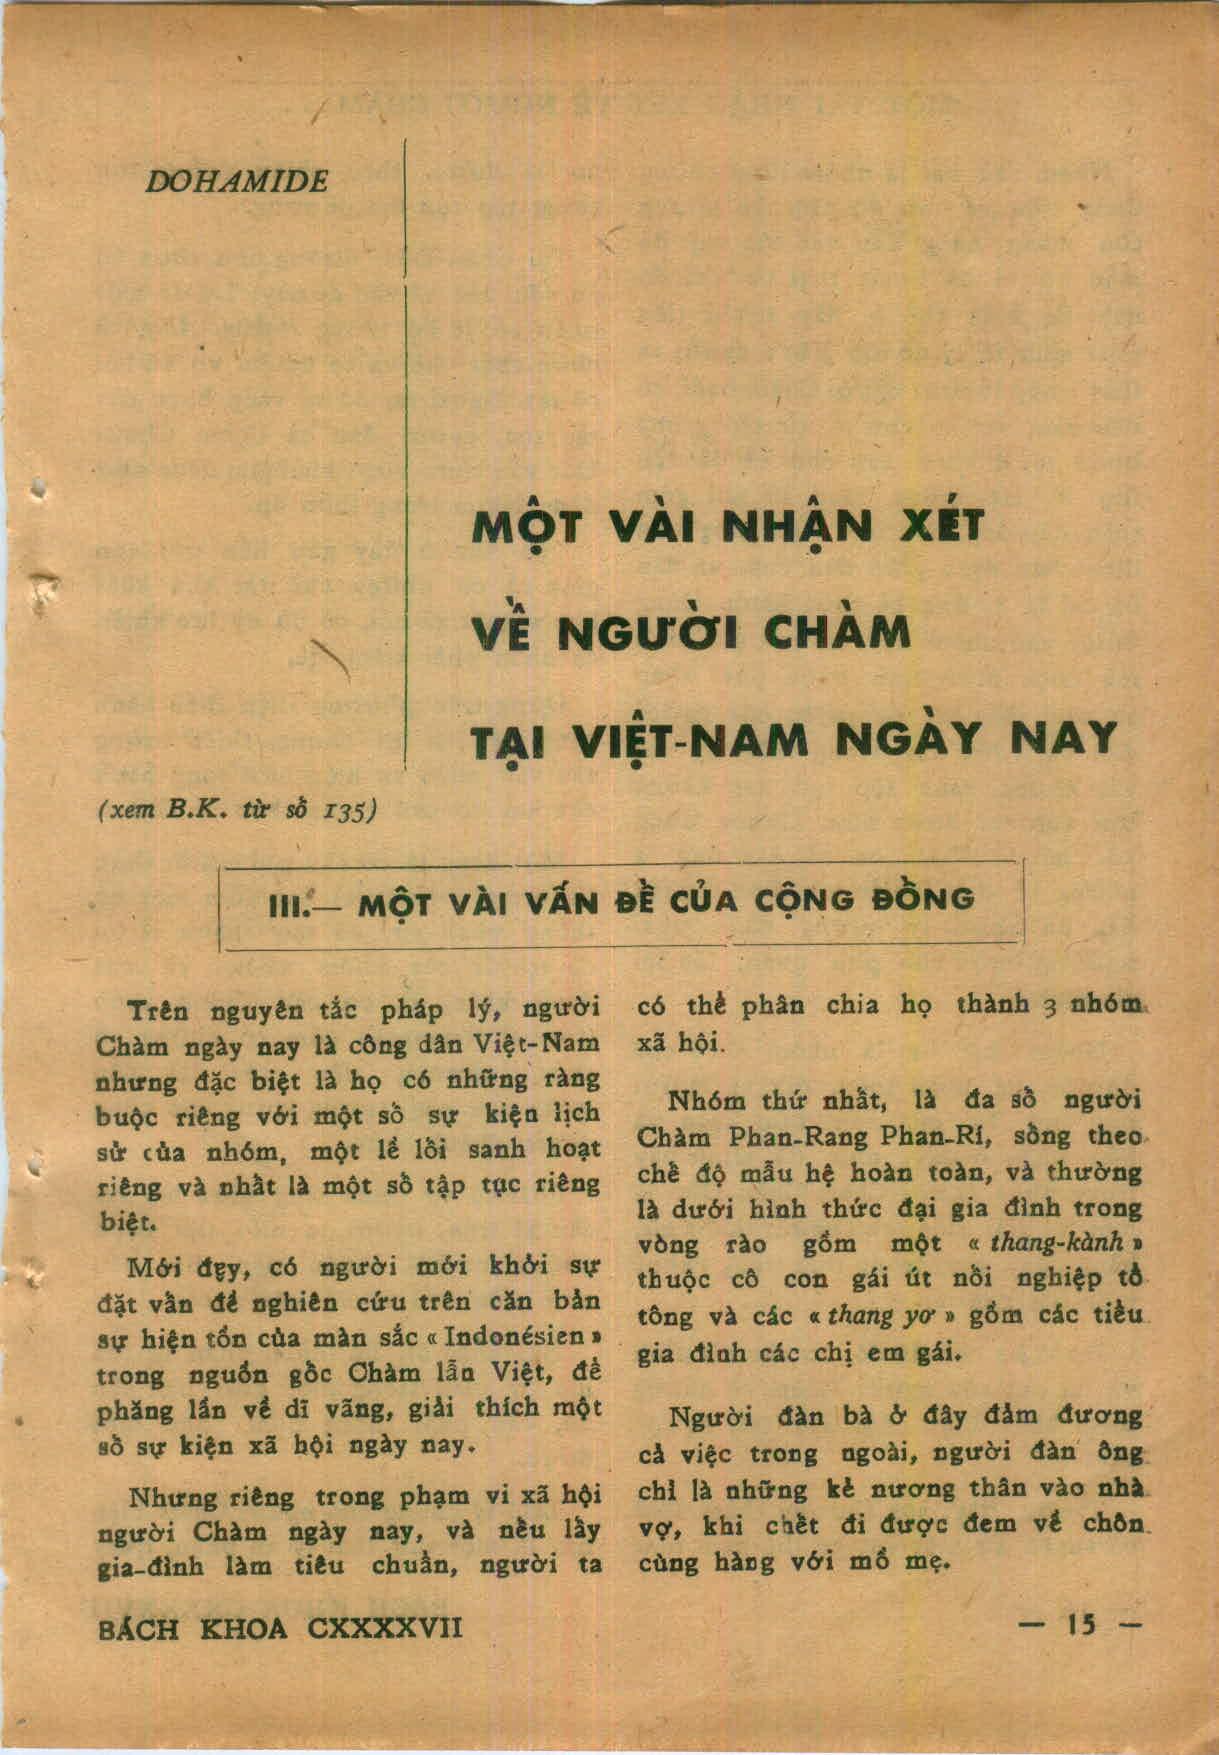 DOHAMIDE
MỘT VÀI NHẬN XÉT
VỀ NGƯỜI CHÀM
TẠI VIỆT-NAM NGÀY NAY
(xem B.K. từ số 135)
III.— MỘT VÀI VẤN ĐỀ CỦA CỘNG ĐỒNG
Trên nguyên tắc pháp lý, người
Chàm ngày nay là công dân Việt-Nam
nhưng đặc biệt là họ có những ràng
buộc riêng với một số sự kiện lịch
sử của nhóm, một lề lối sanh hoạt
riêng và nhất là một số tập tục riêng
biệt.
Mới đgy, có người mới khởi sự
đặt vấn đề nghiên cứu trên căn bản
sự hiện tồn của màn sắc « Indonésien »
trong nguồn gốc Chàm lẫn Việt, để
phăng lần về dĩ vãng, giải thích một
số sự kiện xã hội ngày nay.
Nhưng riêng trong phạm vi xã hội
người Chàm ngày nay, và nếu lấy
gia-đình làm tiêu chuẩn, người ta
có thể phân chia họ thành 3 nhóm
xã hội.
Nhóm thứ nhất, là đa số người
Chàm Phan-Rang Phan-Rí, sống theo
chế độ mẫu hệ hoàn toàn, và thường
là dưới hình thức đại gia đình trong
vòng rào gồm một « thang-kành »
thuộc cô con gái út nối nghiệp tổ
tông và các « thang yơ » gồm các tiểu
gia đình các chị em gái.
Người đàn bà ở đây đảm đương
cả việc trong ngoài, người đàn ông
chỉ là những kẻ nương thân vào nhà
vợ, khi chết đi được đem về chôn
cùng hàng với mồ mẹ.
BÁCH KHOA CXXXXVII
— 15 —